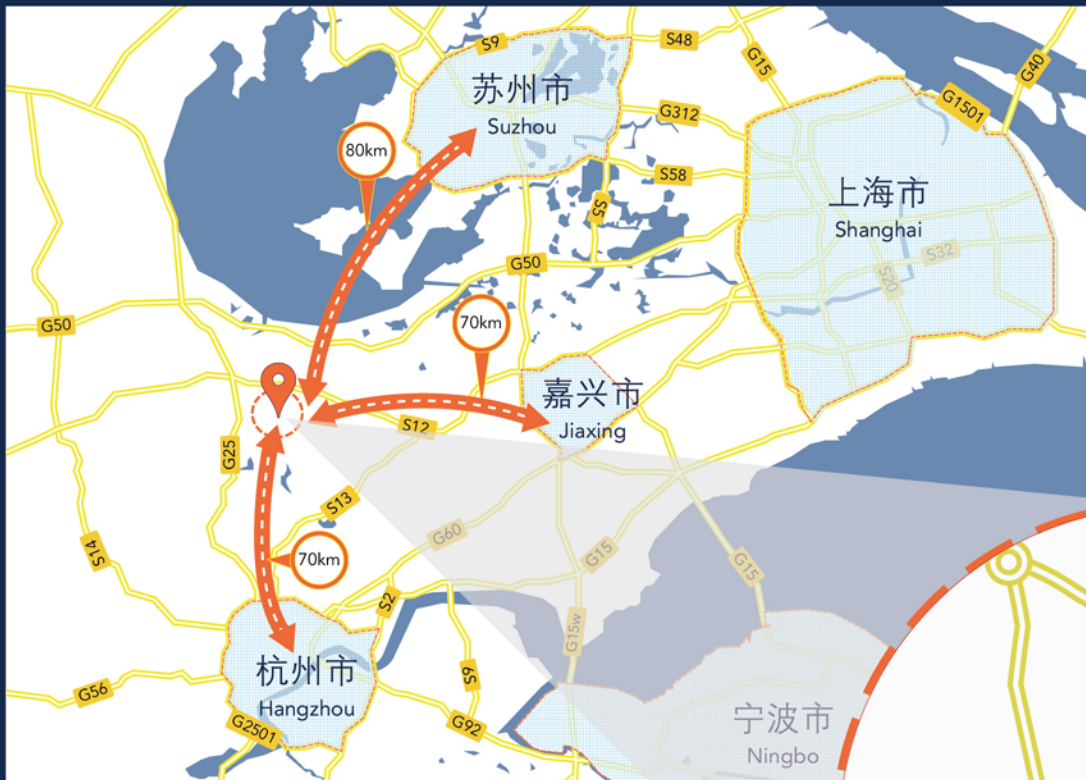 S9
S48
G15
G40
苏州市
Suzhou
G1501
G312
80km
S58
上海市
Shanghai
S5
S32
G50
S20
G50
70km
嘉兴市
Jiaxing
S12
G25
S13
G60
G15
S14
70km
G15
S2
G15w
杭州市
Hangzhou
S9
G56
G2501
G92
宁波市
Ningbo